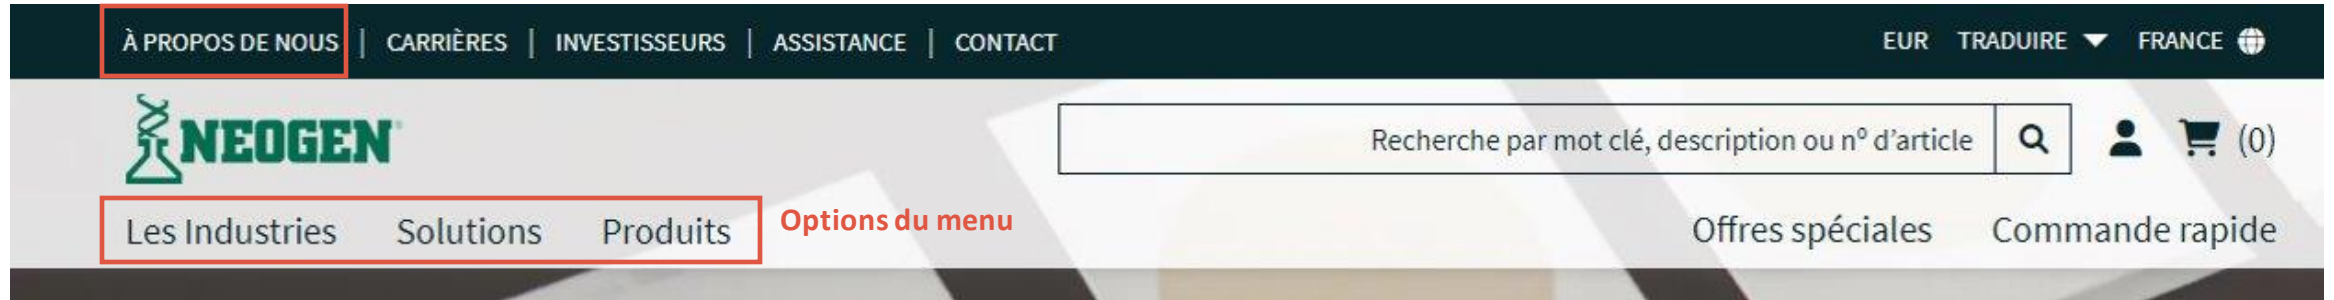 À PROPOS DE NOUS | CARRIÈRES | INVESTISSEURS | ASSISTANCE | CONTACT EUR TRADUIRE FRANCE
NEOGEN Recherche par mot clé, description ou nº d’article (0)
Les Industries Solutions Produits Options du menu Offres spéciales Commande rapide